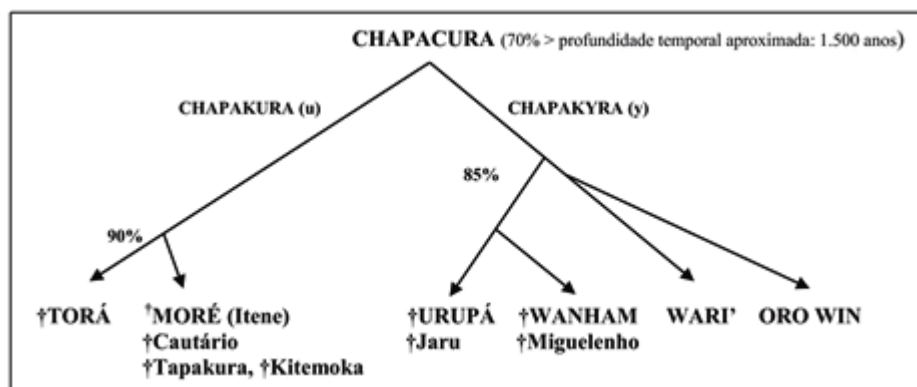 CHAPACURA (70% > profundidade temporal aproximada: 1.500 anos)
CHAPAKURA (u)
CHAPAKYRA (y)
85%
90%
†TORÁ
†MORÉ (Itene)
†Cautário
†Tapakura, †Kitemoka
†URUPÁ
†Jaru
†WANHAM
†Miguelenho
WARI’
ORO WIN